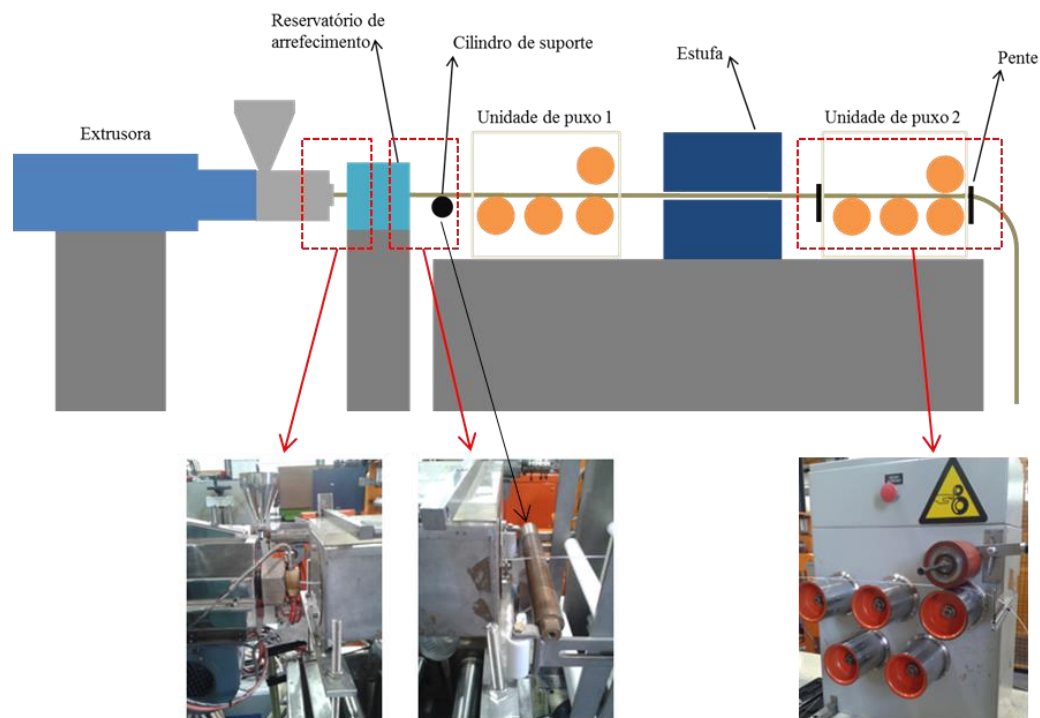 Reservatório de
arrefecimento
Cilindro de suporte
Estufa
Pente
Extrusora
Unidade de puxo 1
Unidade de puxo 2